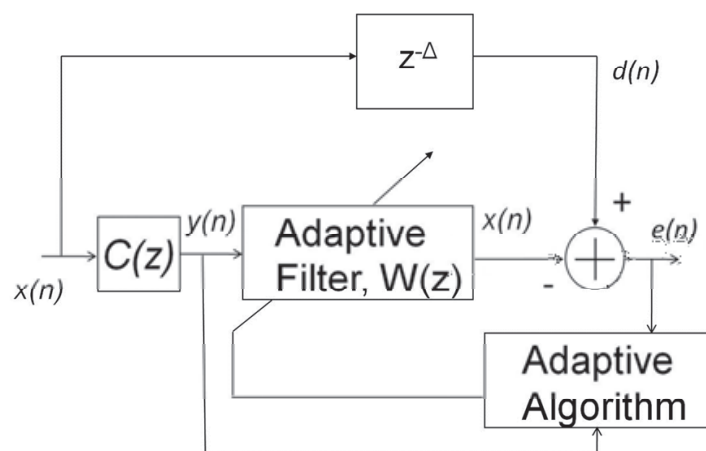 z-Δ
d(n)
+
y(n)
x(n)
e(n)
C(z)
Adaptive
Filter, W(z)
-
x(n)
Adaptive
Algorithm